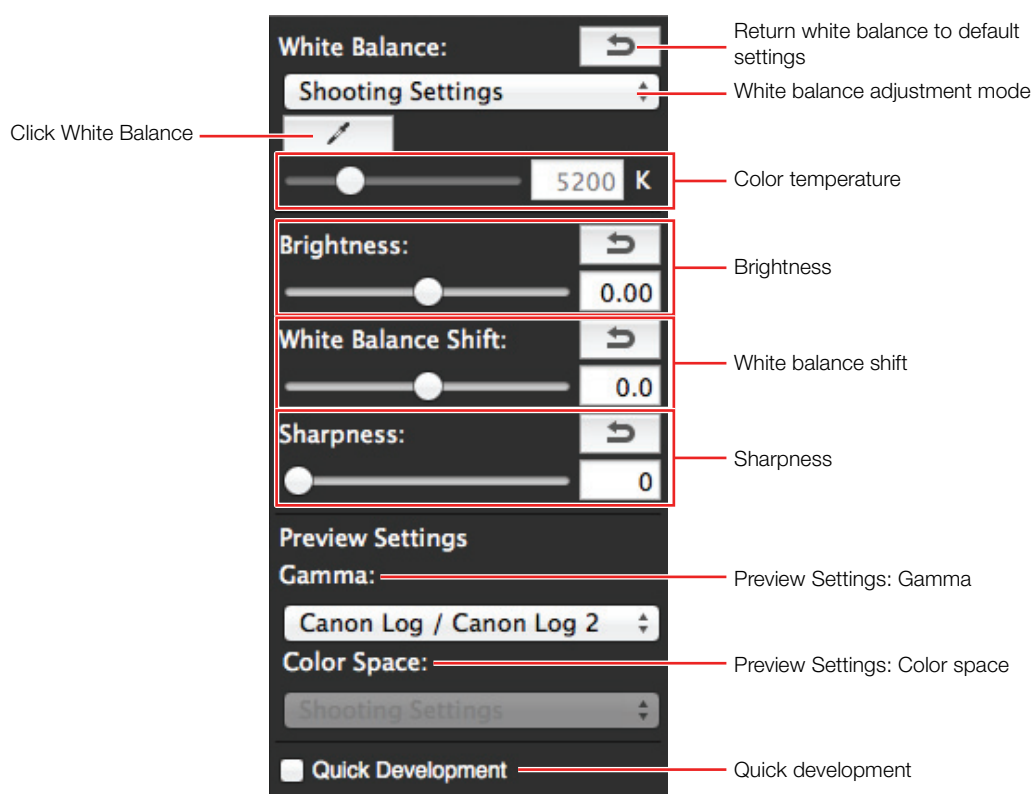 White Balance:
Return white balance to default
settings
Shooting Settings
White balance adjustment mode
Click White Balance
5200 K
Color temperature
Brightness:
0.00
Brightness
White Balance Shift:
0.0
White balance shift
Sharpness:
0
Sharpness
Preview Settings
Gamma:
Preview Settings: Gamma
Canon Log / Canon Log 2
Color Space:
Preview Settings: Color space
Shooting Settings
Quick Development
Quick development